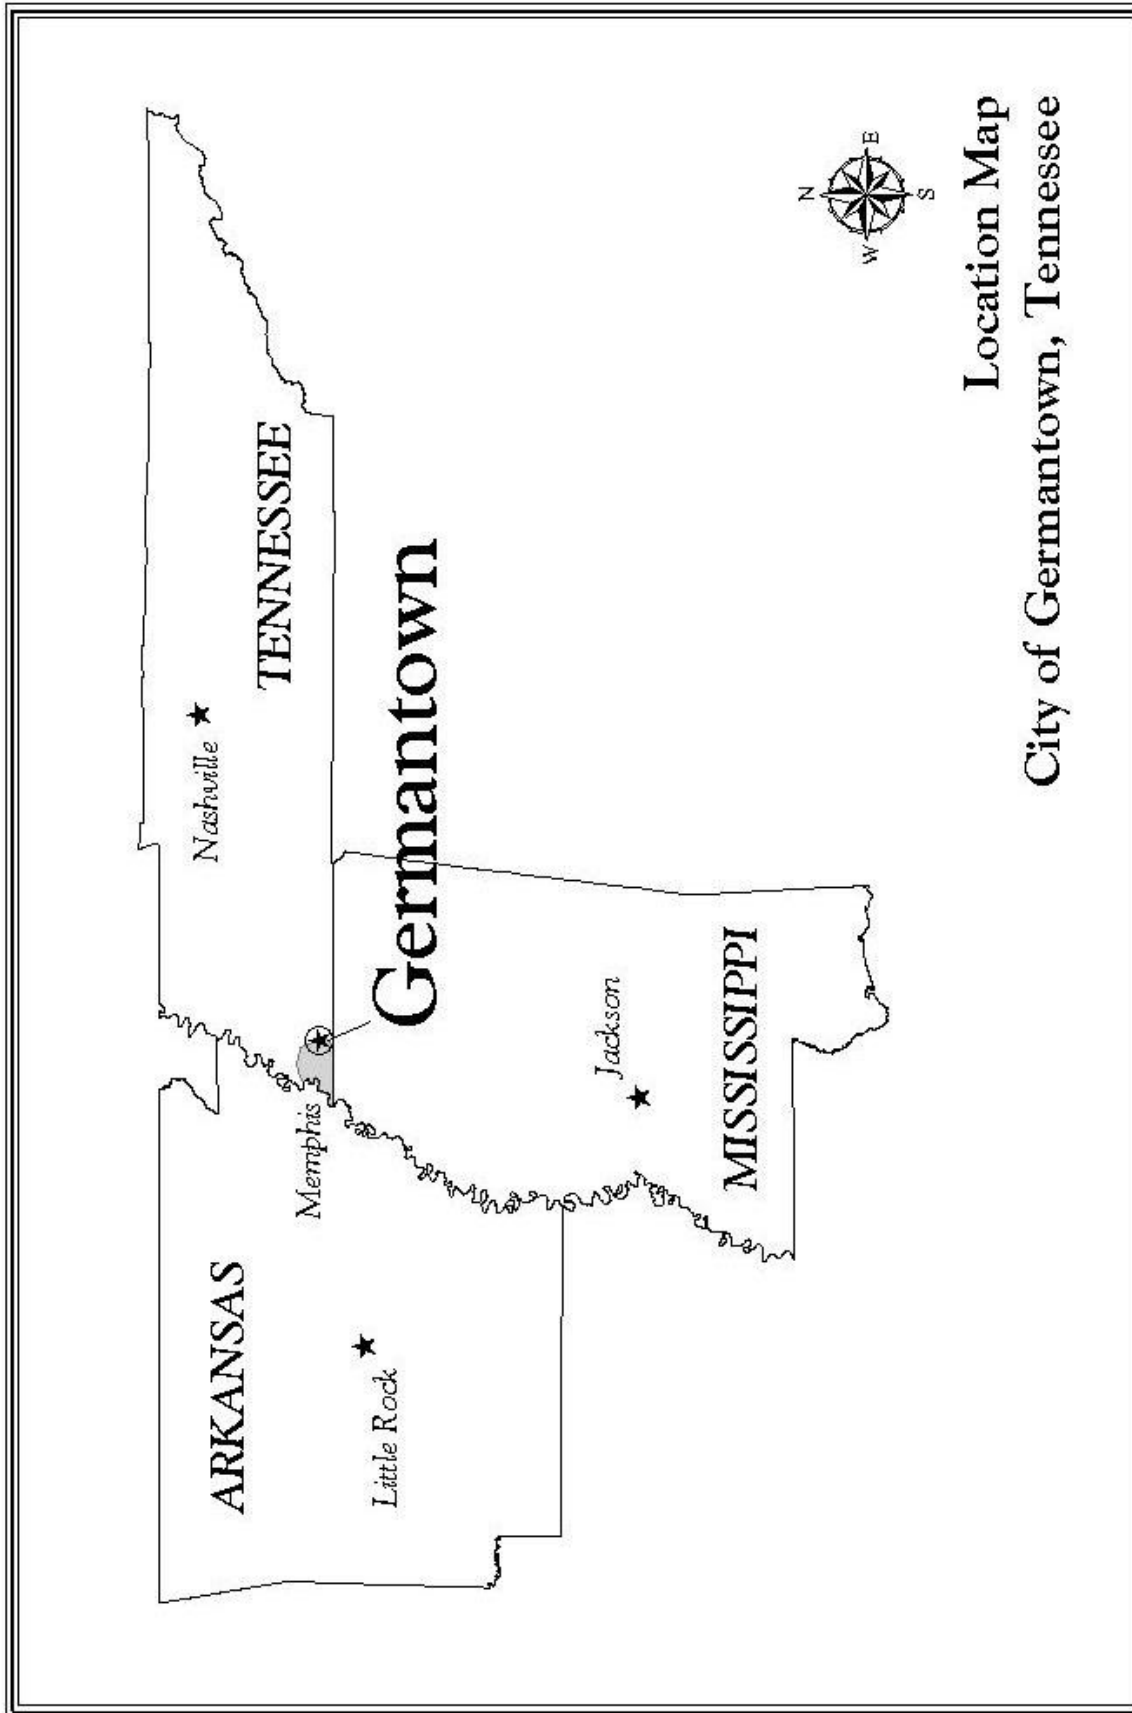 Nashville
TENNESSEE
ARKANSAS
Memphis
Germantown
Little Rock
Jackson
MISSISSIPPI
N
W
E
S
Location Map
City of Germantown, Tennessee